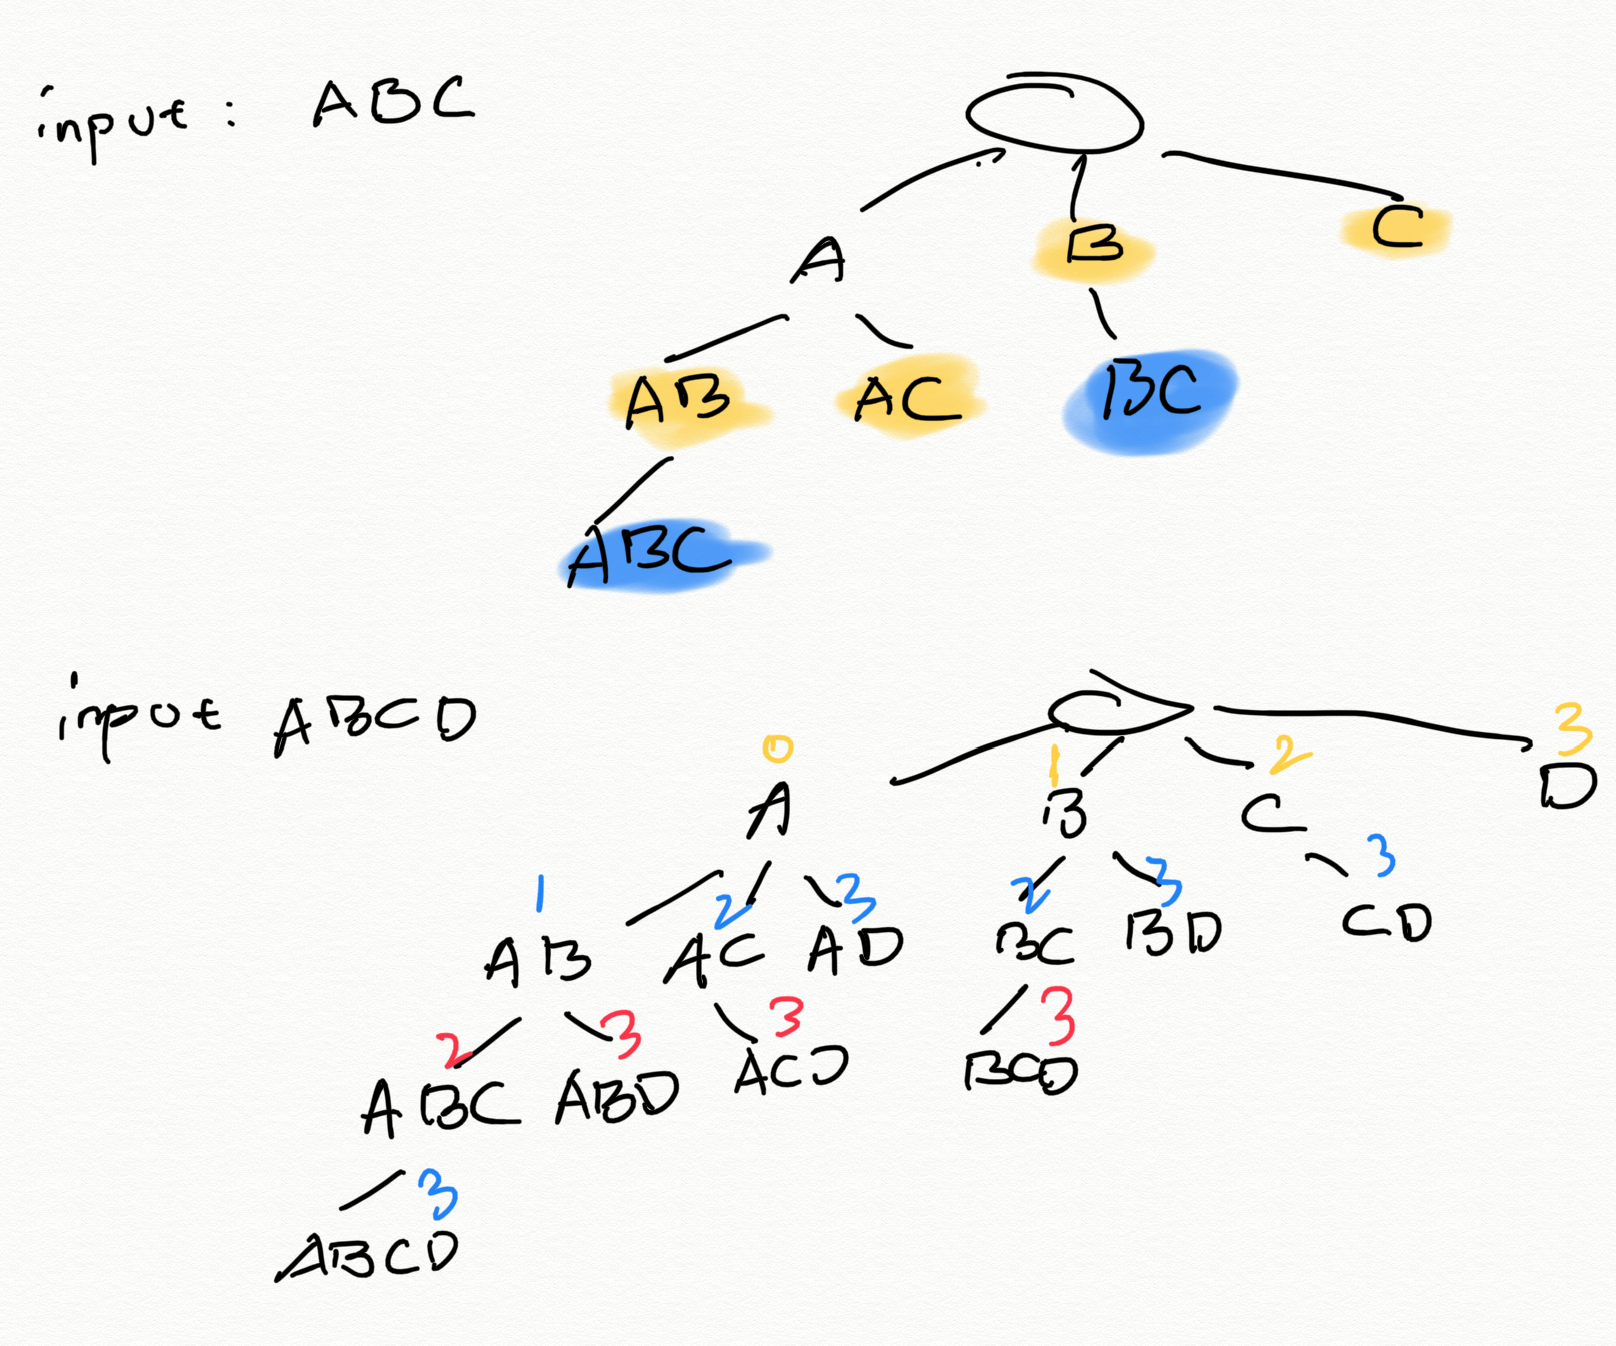 input: ABC
A B C
AB AC BC
ABC
input ABCD
0 1 2 3
A B C D
1 2 3 2 3 3
AB AC AD BC BD CD
2 3 3 3
ABC ABD ACD BCD
3
ABCD